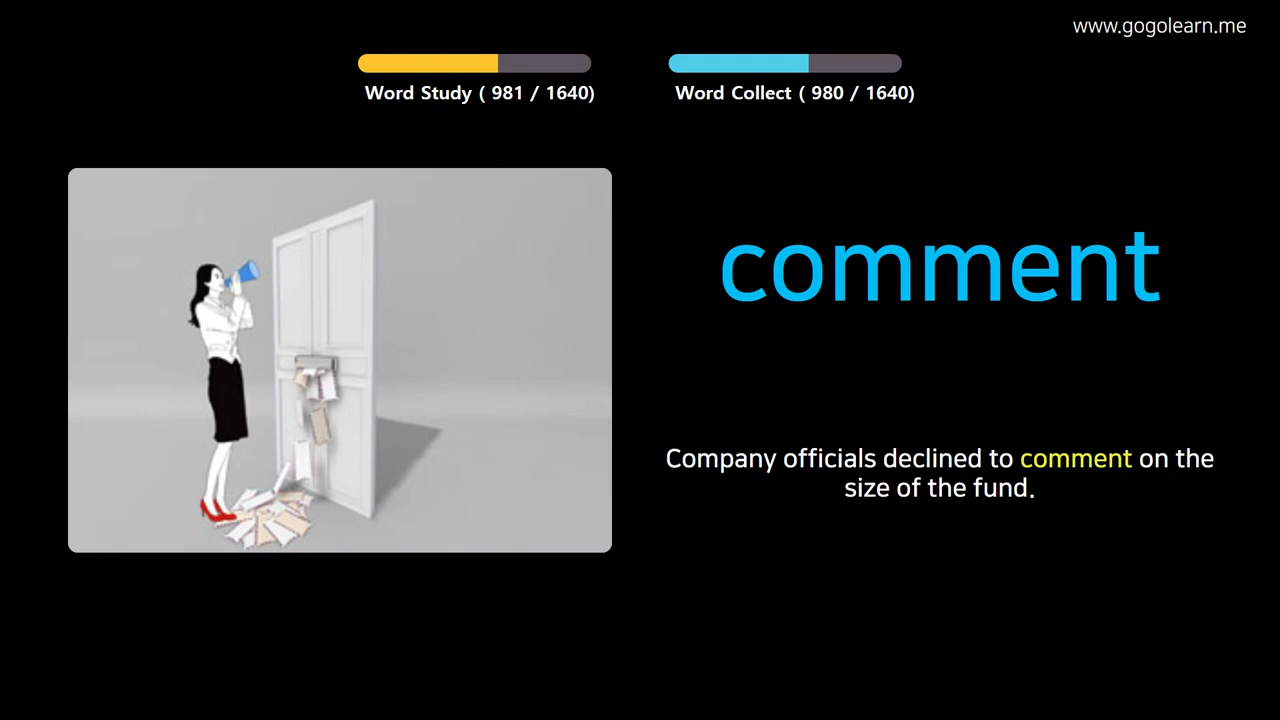 www.gogolearn.me
Word Study ( 981 / 1640)
Word Collect ( 980 / 1640)
comment
Company officials declined to comment on the
size of the fund.